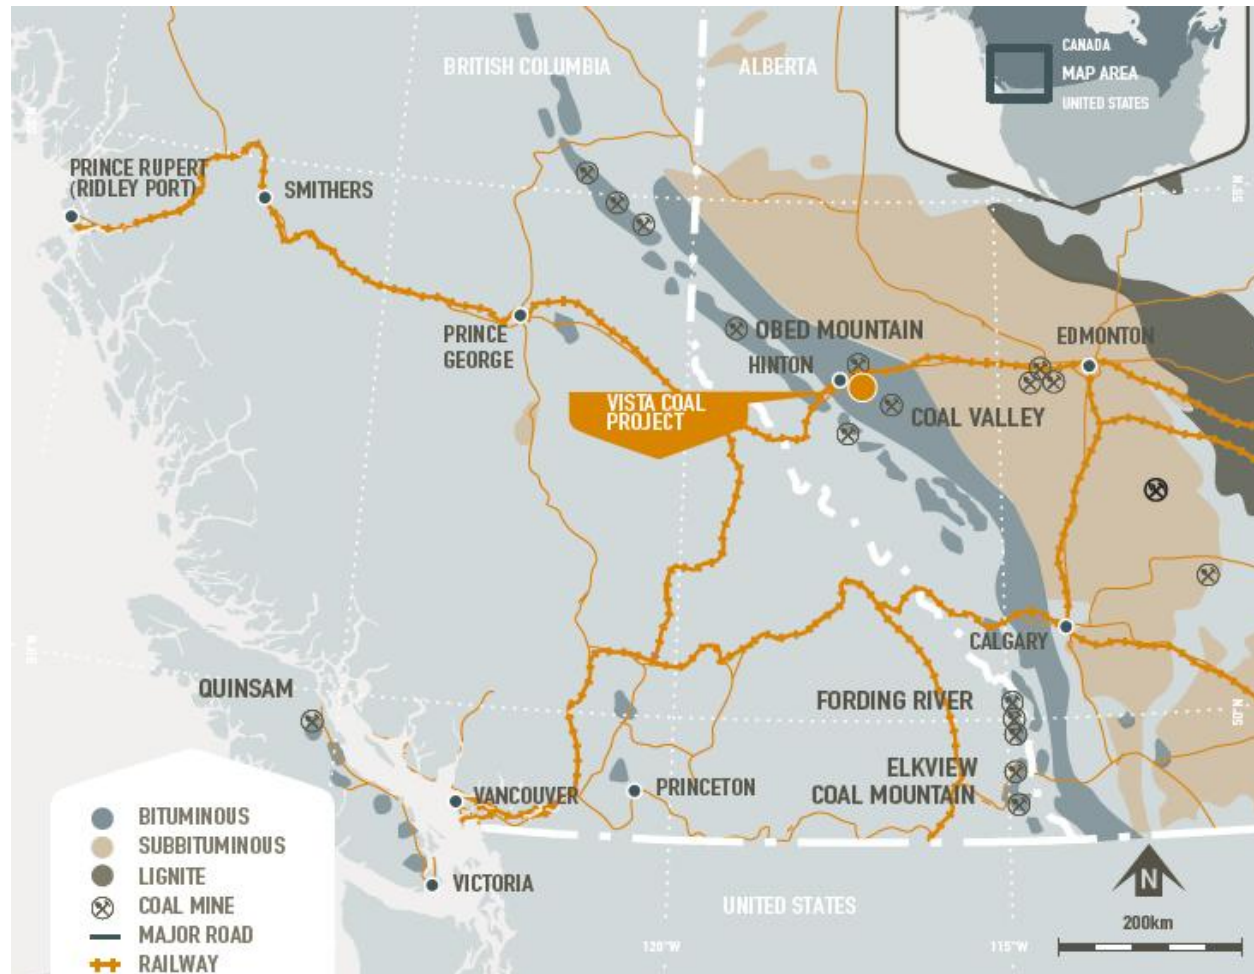 BRITISH COLUMBIA
ALBERTA
CANADA
MAP AREA
UNITED STATES
PRINCE RUPERT
(RIDLEY PORT)
SMITHERS
55°N
PRINCE
GEORGE
OBED MOUNTAIN
HINTON
EDMONTON
VISTA COAL
PROJECT
COAL VALLEY
CALGARY
QUINSAM
FORDING RIVER
50°N
ELKVIEW
COAL MOUNTAIN
VANCOUVER
PRINCETON
VICTORIA
UNITED STATES
120°W
115°W
N
200km
BITUMINOUS
SUBBITUMINOUS
LIGNITE
COAL MINE
MAJOR ROAD
RAILWAY